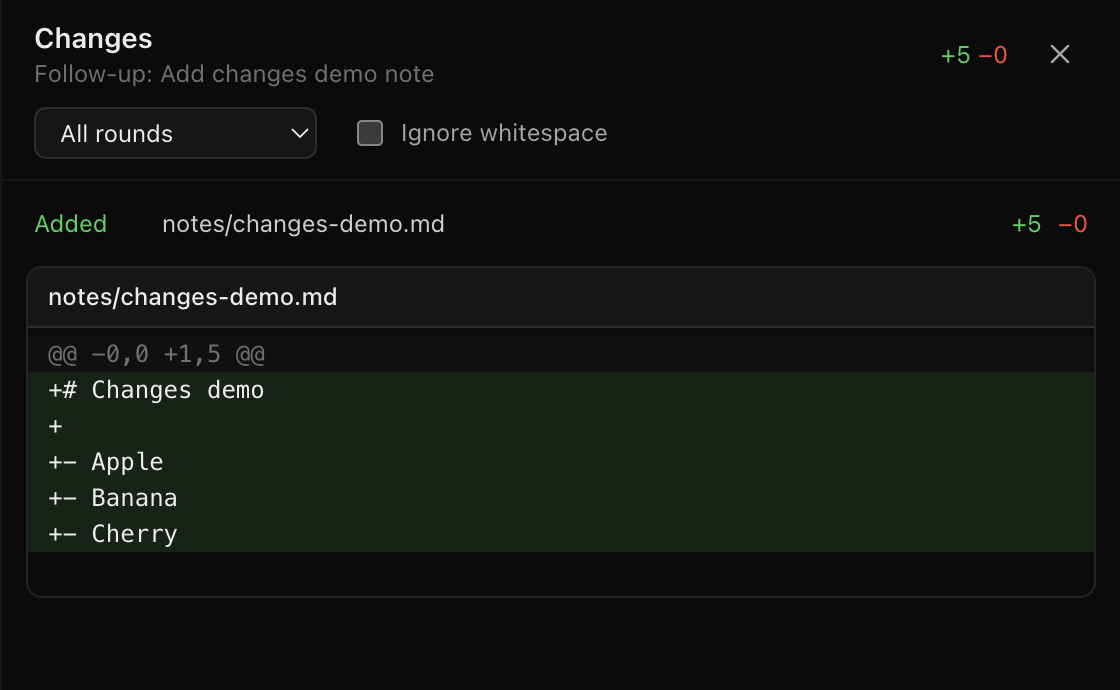 Changes
+5 −0
Follow-up: Add changes demo note
All rounds
Ignore whitespace
Added notes/changes-demo.md +5 −0
notes/changes-demo.md
@@ −0,0 +1,5 @@
+# Changes demo
+
+− Apple
+− Banana
+− Cherry